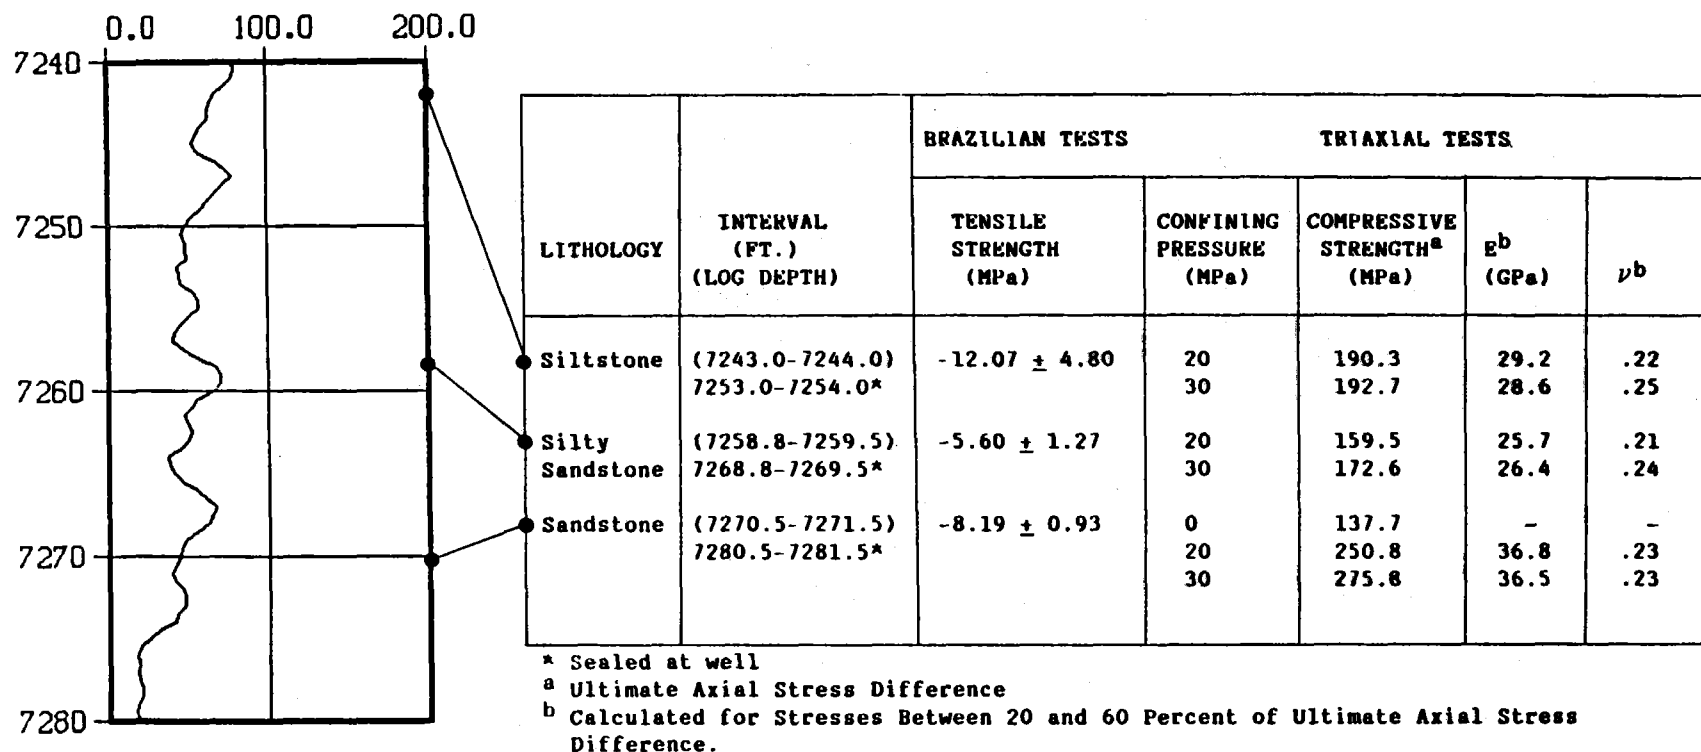 0.0 100.0 200.0
7240
7250
7260
7270
7280
BRAZILIAN TESTS TRIAXIAL TESTS
LITHOLOGY
INTERVAL
(FT.)
(LOG DEPTH)
TENSILE
STRENGTH
(MPa)
CONFINING
PRESSURE
(MPa)
COMPRESSIVE
STRENGTHᵃ
(MPa)
Eᵇ
(GPa)
νᵇ
Siltstone (7243.0-7244.0) -12.07 ± 4.80 20 190.3 29.2 .22
7253.0-7254.0* 30 192.7 28.6 .25
Silty (7258.8-7259.5) -5.60 ± 1.27 20 159.5 25.7 .21
Sandstone 7268.8-7269.5* 30 172.6 26.4 .24
Sandstone (7270.5-7271.5) -8.19 ± 0.93 0 137.7 - -
7280.5-7281.5* 20 250.8 36.8 .23
30 275.8 36.5 .23
* Sealed at well
ᵃ Ultimate Axial Stress Difference
ᵇ Calculated for Stresses Between 20 and 60 Percent of Ultimate Axial Stress
Difference.